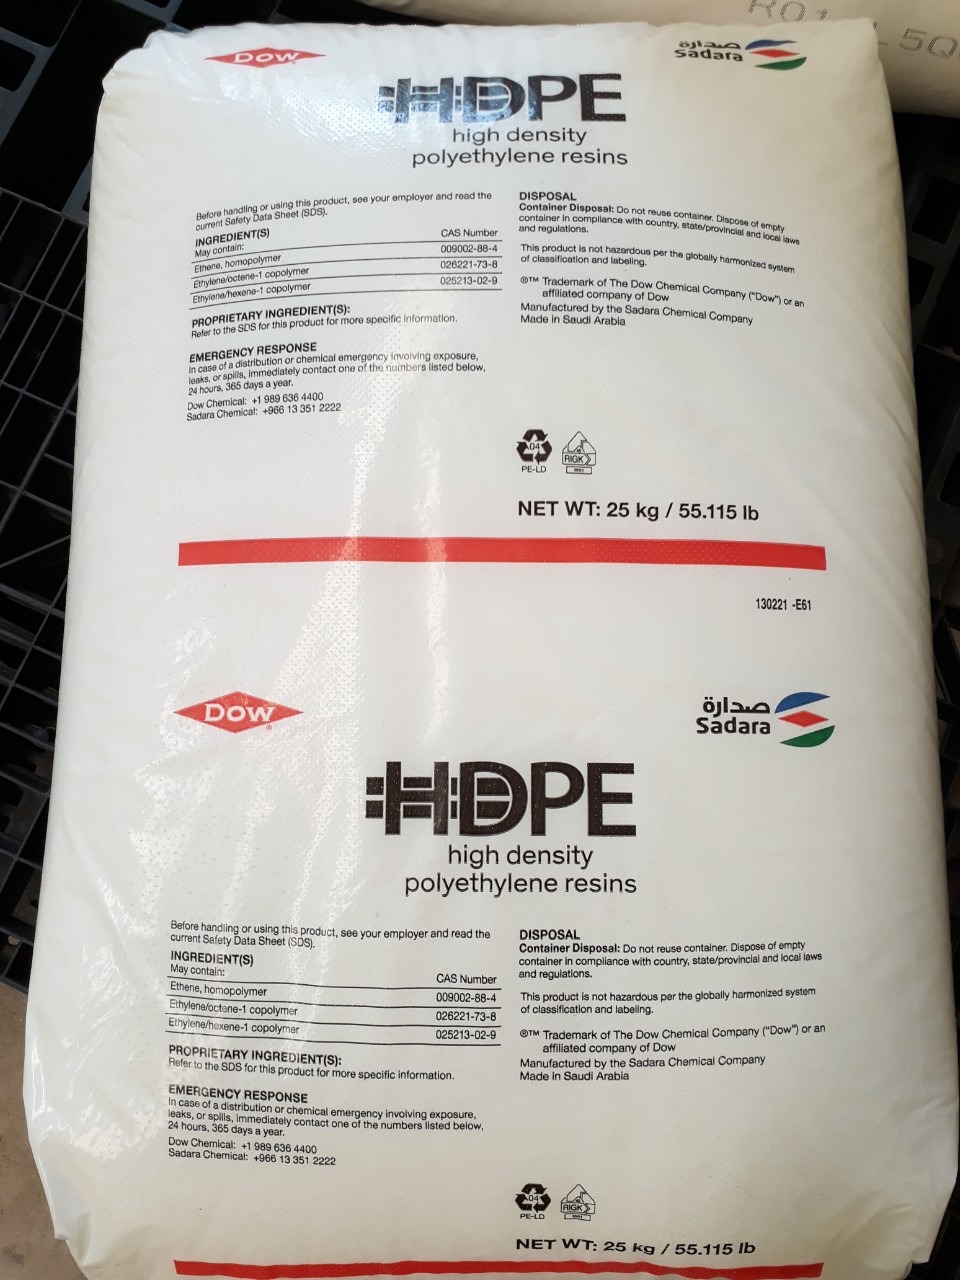 R01
5Q
DOW
صدارة
Sadara
HDPE
high density
polyethylene resins
Before handling or using this product, see your employer and read the
current Safety Data Sheet (SDS).
INGREDIENT(S)
May contain:
CAS Number
Ethene, homopolymer 009002-88-4
Ethylene/octene-1 copolymer 026221-73-8
Ethylene/hexene-1 copolymer 025213-02-9
PROPRIETARY INGREDIENT(S):
Refer to the SDS for this product for more specific information.
EMERGENCY RESPONSE
In case of a distribution or chemical emergency involving exposure,
leaks, or spills, immediately contact one of the numbers listed below,
24 hours, 365 days a year.
Dow Chemical: +1 989 636 4400
Sadara Chemical: +966 13 351 2222
DISPOSAL
Container Disposal: Do not reuse container. Dispose of empty
container in compliance with country, state/provincial and local laws
and regulations.
This product is not hazardous per the globally harmonized system
of classification and labeling.
®™ Trademark of The Dow Chemical Company ("Dow") or an
affiliated company of Dow
Manufactured by the Sadara Chemical Company
Made in Saudi Arabia
04
PE-LD
RIGK
NET WT: 25 kg / 55.115 lb
130221 -E61
DOW
®
صدارة
Sadara
HDPE
high density
polyethylene resins
Before handling or using this product, see your employer and read the
current Safety Data Sheet (SDS).
INGREDIENT(S)
May contain:
CAS Number
Ethene, homopolymer 009002-88-4
Ethylene/octene-1 copolymer 026221-73-8
Ethylene/hexene-1 copolymer 025213-02-9
PROPRIETARY INGREDIENT(S):
Refer to the SDS for this product for more specific information.
EMERGENCY RESPONSE
In case of a distribution or chemical emergency involving exposure,
leaks, or spills, immediately contact one of the numbers listed below,
24 hours, 365 days a year.
Dow Chemical: +1 989 636 4400
Sadara Chemical: +966 13 351 2222
DISPOSAL
Container Disposal: Do not reuse container. Dispose of empty
container in compliance with country, state/provincial and local laws
and regulations.
This product is not hazardous per the globally harmonized system
of classification and labeling.
®™ Trademark of The Dow Chemical Company ("Dow") or an
affiliated company of Dow
Manufactured by the Sadara Chemical Company
Made in Saudi Arabia
04
PE-LD
RIGK
NET WT: 25 kg / 55.115 lb